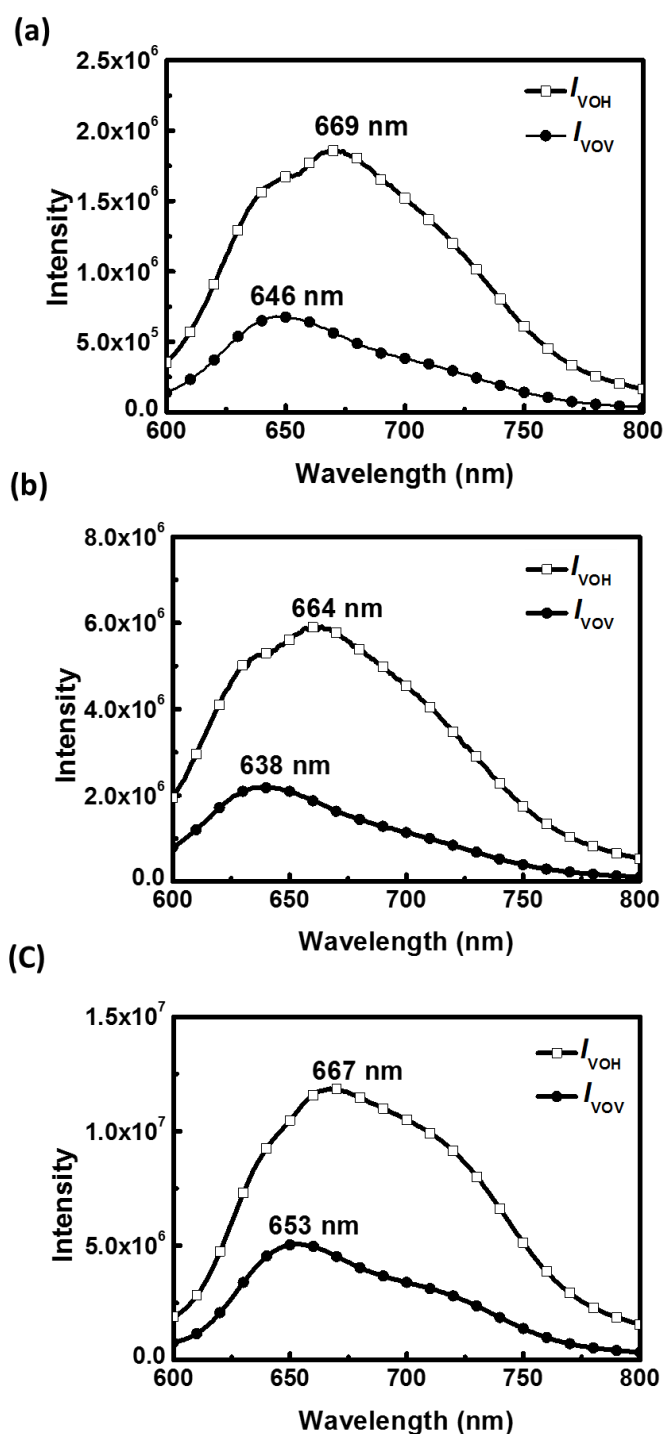 (a)
2.5x10⁶
2.0x10⁶
1.5x10⁶
1.0x10⁶
5.0x10⁵
0.0
Intensity
669 nm
646 nm
I_VOH
I_VOV
600 650 700 750 800
Wavelength (nm)
(b)
8.0x10⁶
6.0x10⁶
4.0x10⁶
2.0x10⁶
0.0
Intensity
664 nm
638 nm
I_VOH
I_VOV
600 650 700 750 800
Wavelength (nm)
(C)
1.5x10⁷
1.0x10⁷
5.0x10⁶
0.0
Intensity
667 nm
653 nm
I_VOH
I_VOV
600 650 700 750 800
Wavelength (nm)